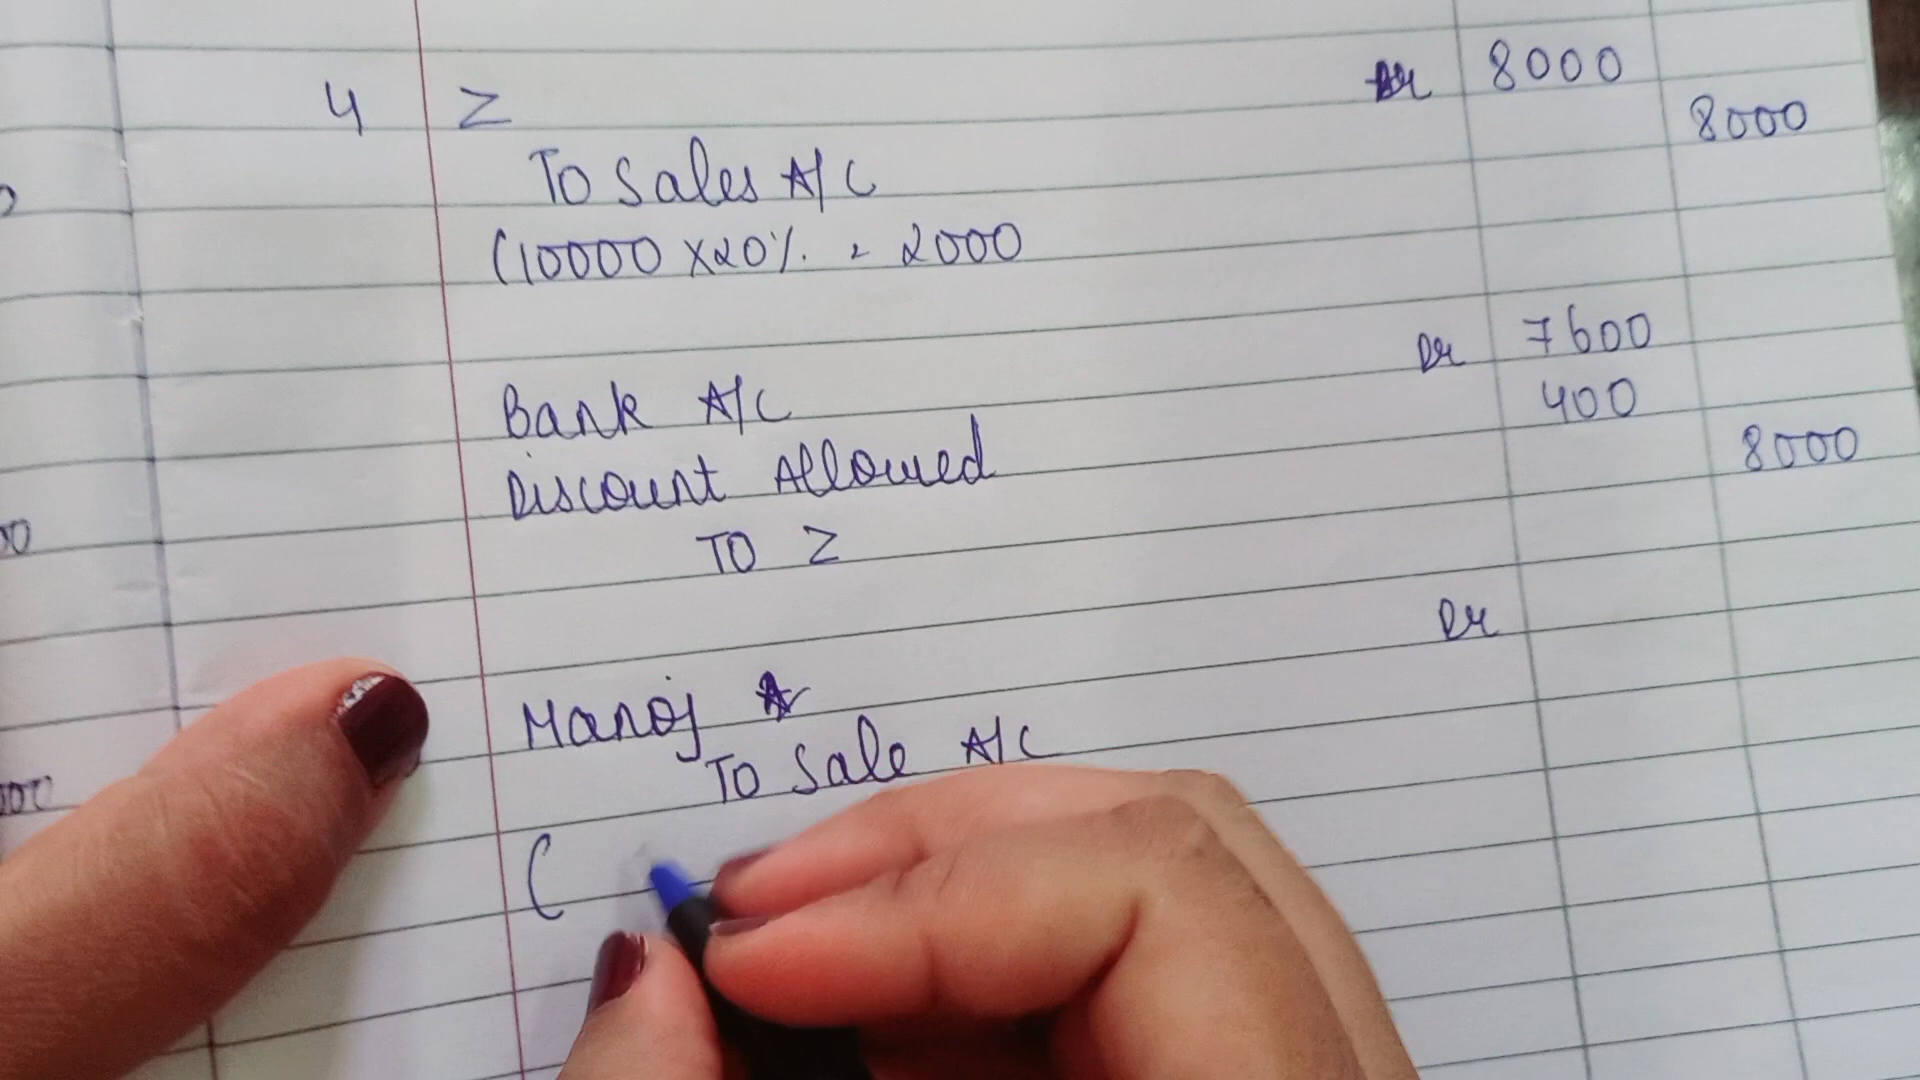 4 Z Dr 8000
To Sales A/C 8000
(10000 X20% = 2000
Bank A/C Dr 7600
Discount Allowed 400
TO Z 8000
Manoj Dr
To Sale A/C
(